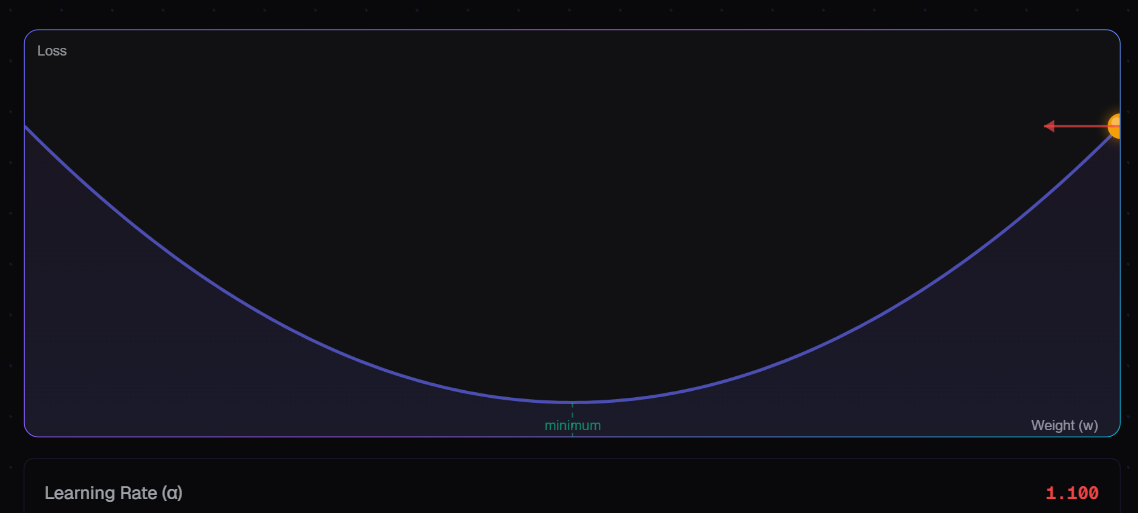 Loss
minimum
Weight (w)
Learning Rate (α)
1.100